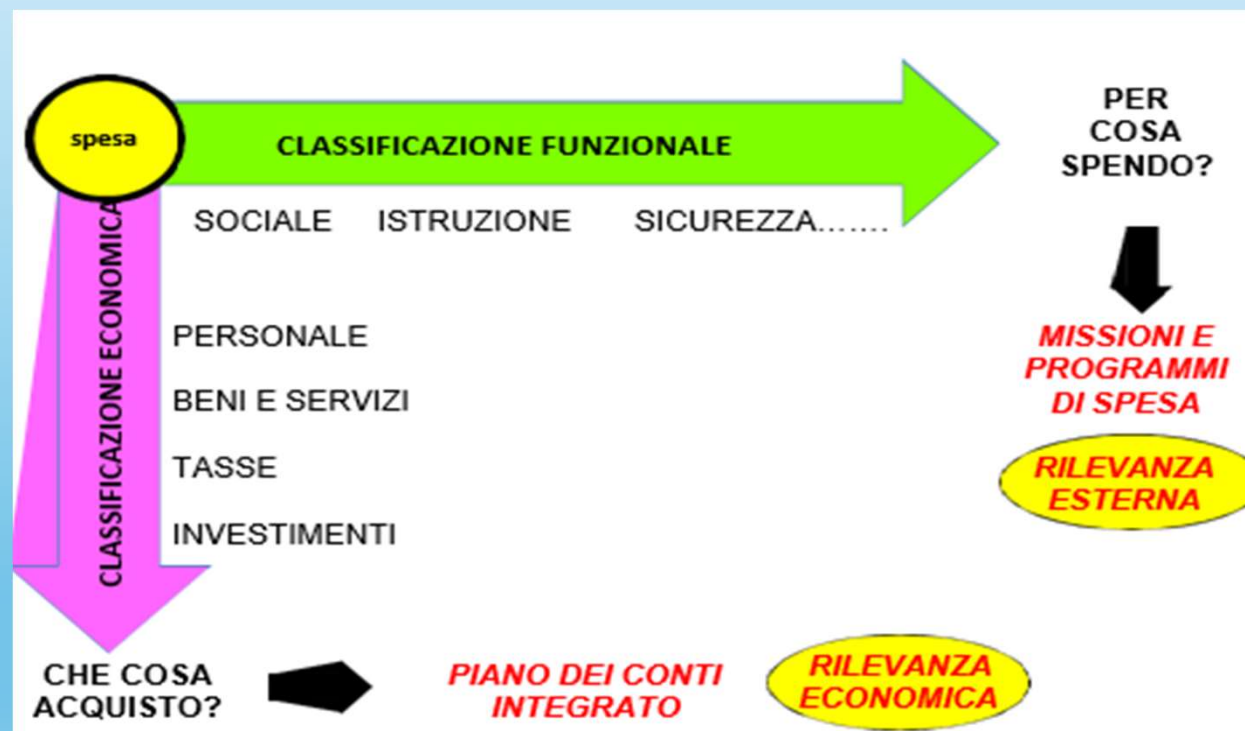 spesa
CLASSIFICAZIONE FUNZIONALE
PER
COSA
SPENDO?
SOCIALE ISTRUZIONE SICUREZZA.......
CLASSIFICAZIONE ECONOMICA
PERSONALE
BENI E SERVIZI
TASSE
INVESTIMENTI
MISSIONI E
PROGRAMMI
DI SPESA
RILEVANZA
ESTERNA
CHE COSA
ACQUISTO?
PIANO DEI CONTI
INTEGRATO
RILEVANZA
ECONOMICA